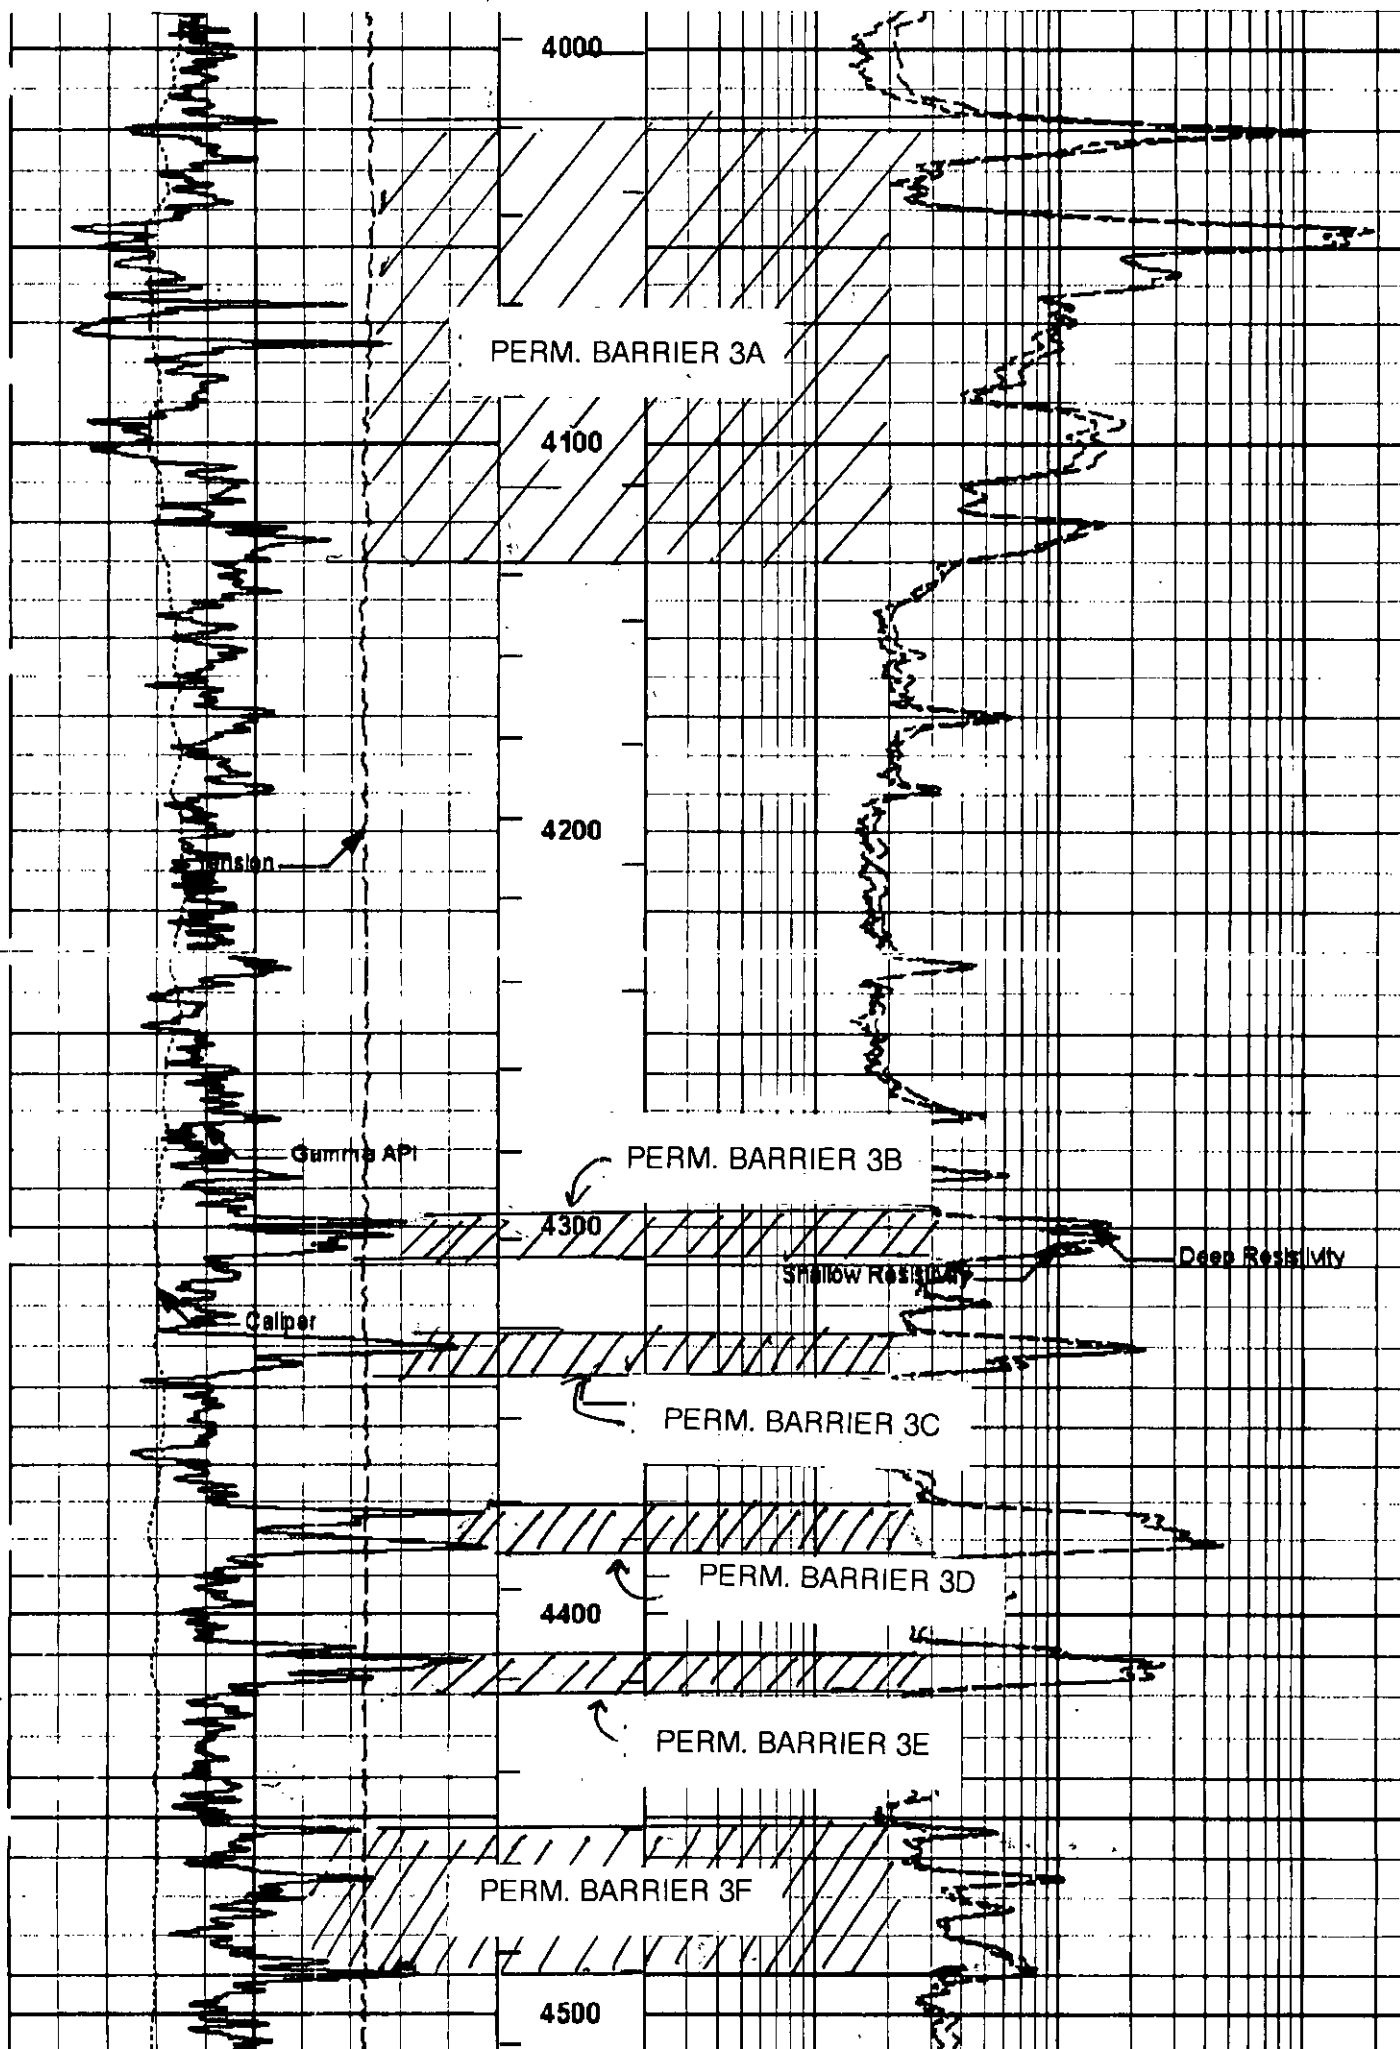 4000
PERM. BARRIER 3A
4100
4200
Tension
Gamma API
PERM. BARRIER 3B
4300
Deep Resistivity
Shallow Resistivity
Caliper
PERM. BARRIER 3C
PERM. BARRIER 3D
4400
PERM. BARRIER 3E
PERM. BARRIER 3F
4500